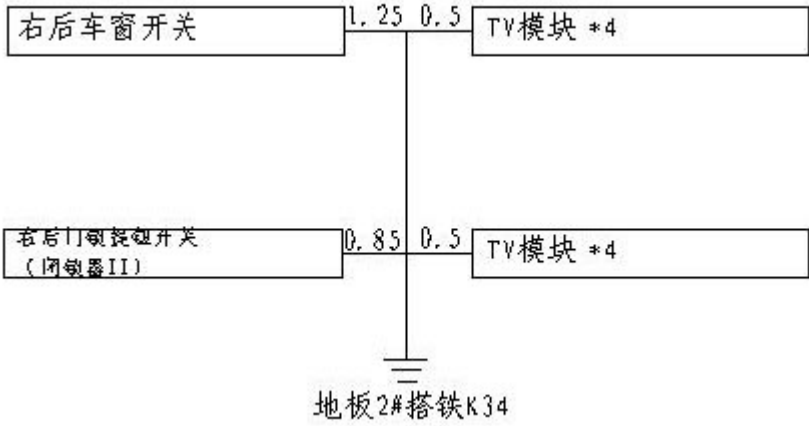 右后车窗开关
1.25 0.5
TV模块 *4
右后门锁按钮开关
(闭锁器II)
0.85 0.5
TV模块 *4
地板2#搭铁K34